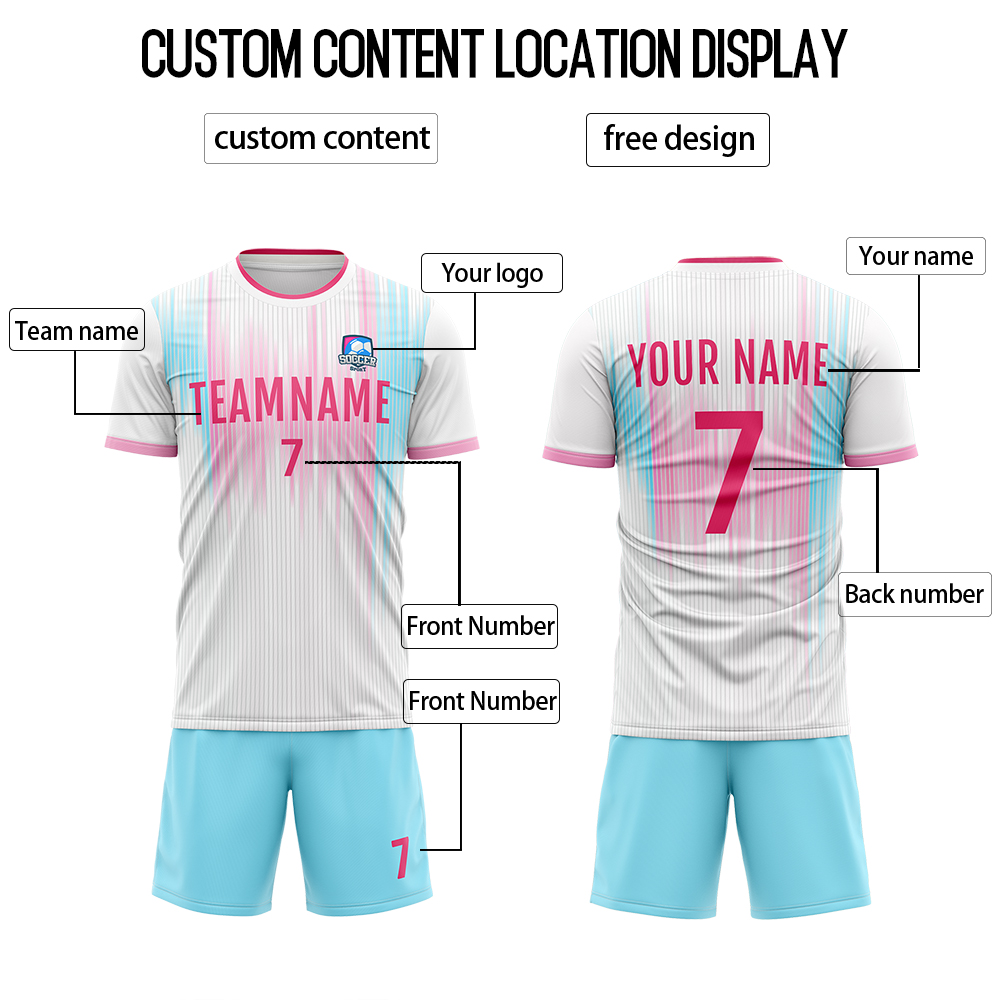 CUSTOM CONTENT LOCATION DISPLAY
custom content
free design
Your name
Your logo
Team name
SOCCER
SPORT
YOUR NAME
TEAMNAME
7
7
Back number
Front Number
Front Number
7